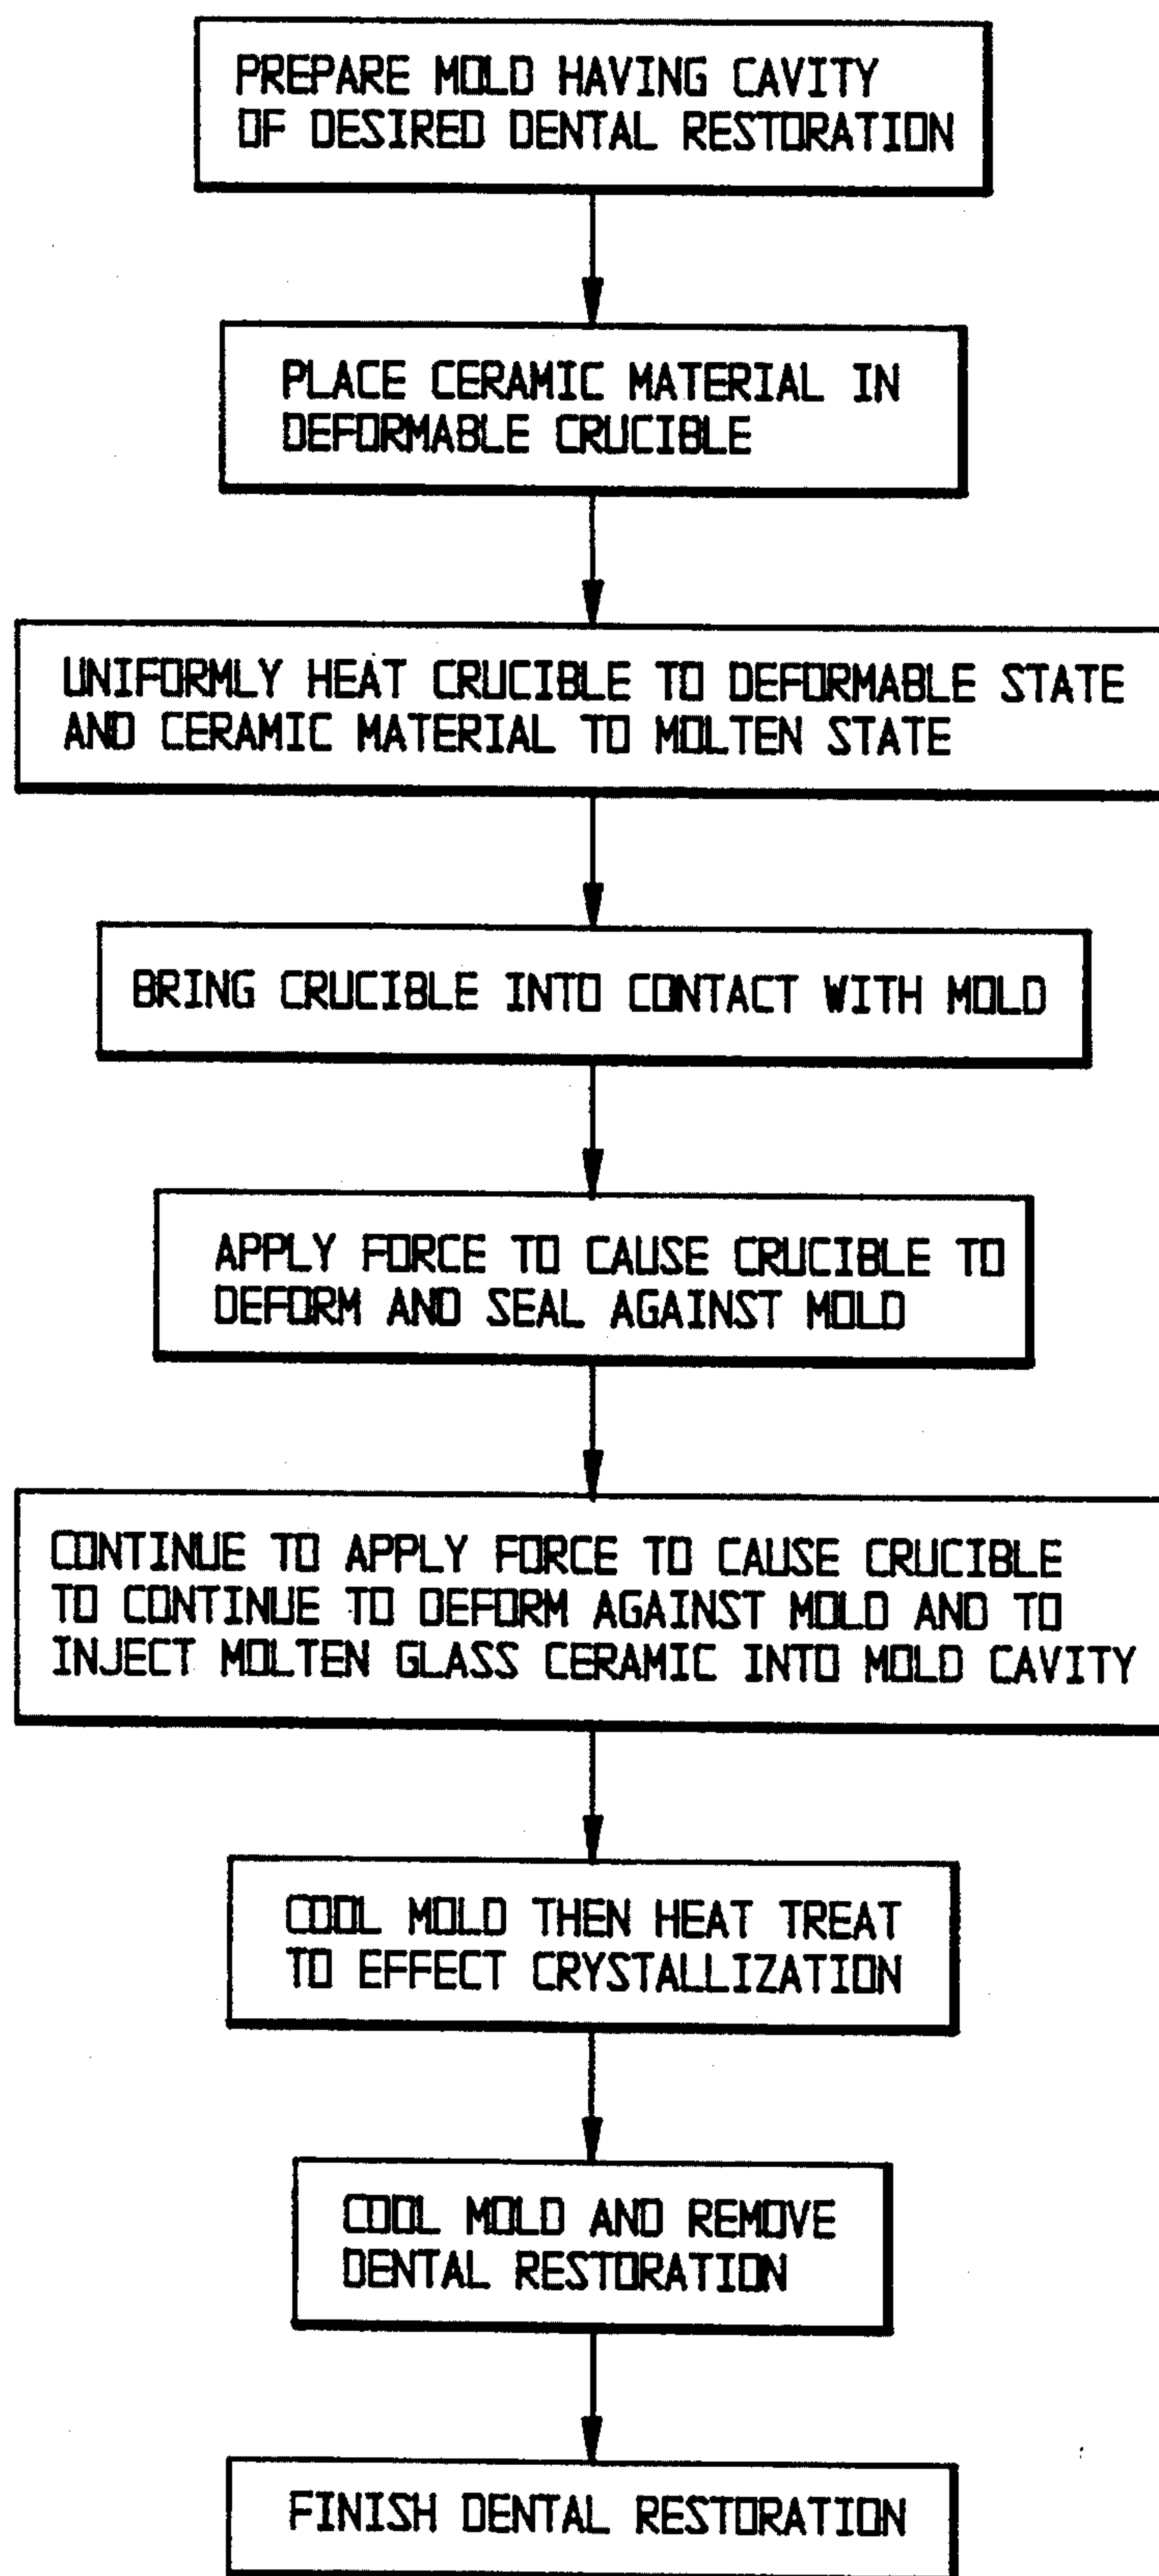 PREPARE MOLD HAVING CAVITY
OF DESIRED DENTAL RESTORATION
PLACE CERAMIC MATERIAL IN
DEFORMABLE CRUCIBLE
UNIFORMLY HEAT CRUCIBLE TO DEFORMABLE STATE
AND CERAMIC MATERIAL TO MOLTEN STATE
BRING CRUCIBLE INTO CONTACT WITH MOLD
APPLY FORCE TO CAUSE CRUCIBLE TO
DEFORM AND SEAL AGAINST MOLD
CONTINUE TO APPLY FORCE TO CAUSE CRUCIBLE
TO CONTINUE TO DEFORM AGAINST MOLD AND TO
INJECT MOLTEN GLASS CERAMIC INTO MOLD CAVITY
COOL MOLD THEN HEAT TREAT
TO EFFECT CRYSTALLIZATION
COOL MOLD AND REMOVE
DENTAL RESTORATION
FINISH DENTAL RESTORATION